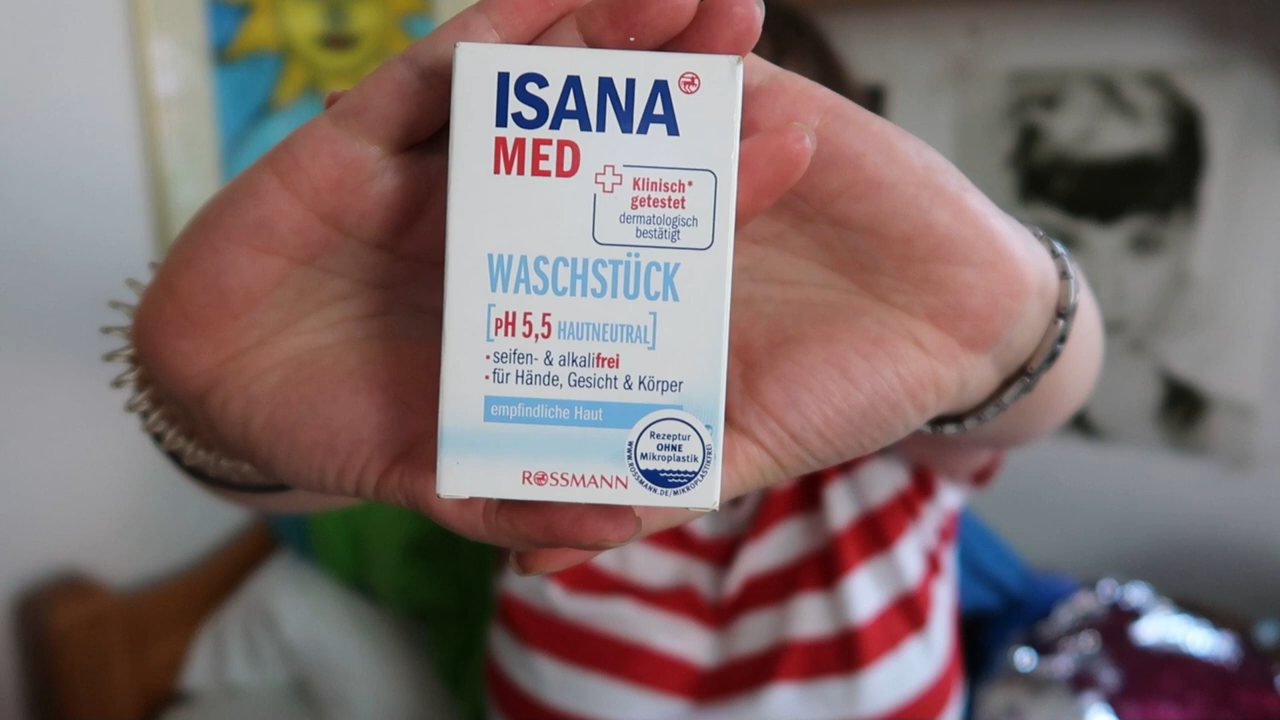 ISANA
MED
Klinisch*
getestet
dermatologisch
bestätigt
WASCHSTÜCK
[pH 5,5 HAUTNEUTRAL]
• seifen- & alkalifrei
• für Hände, Gesicht & Körper
empfindliche Haut
Rezeptur
OHNE
Mikroplastik
WWW.ROSSMANN.DE/MIKROPLASTIKFREI
ROSSMANN